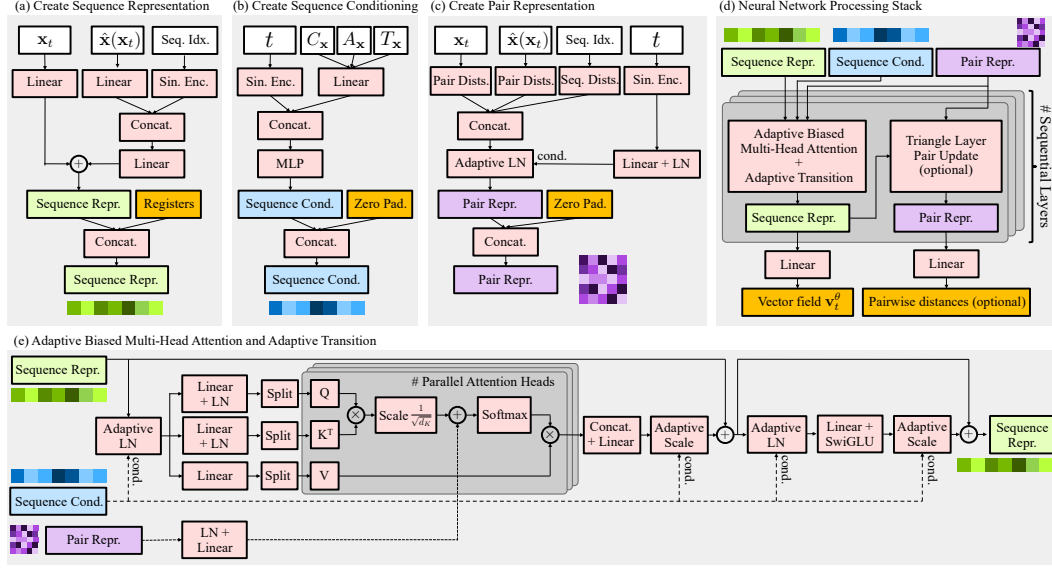 (a) Create Sequence Representation
x_t
x̂(x_t)
Seq. Idx.
Linear
Linear
Sin. Enc.
Concat.
Linear
+
Sequence Repr.
Registers
Concat.
Sequence Repr.
(b) Create Sequence Conditioning
t
C_x
A_x
T_x
Sin. Enc.
Linear
Concat.
MLP
Sequence Cond.
Zero Pad.
Concat.
Sequence Cond.
(c) Create Pair Representation
x_t
x̂(x_t)
Seq. Idx.
t
Pair Dists.
Pair Dists.
Seq. Dists.
Sin. Enc.
Concat.
Adaptive LN
cond.
Linear + LN
Pair Repr.
Zero Pad.
Concat.
Pair Repr.
(d) Neural Network Processing Stack
Sequence Repr.
Sequence Cond.
Pair Repr.
Adaptive Biased
Multi-Head Attention
+
Adaptive Transition
Triangle Layer
Pair Update
(optional)
# Sequential Layers
Sequence Repr.
Pair Repr.
Linear
Linear
Vector field v_t^θ
Pairwise distances (optional)
(e) Adaptive Biased Multi-Head Attention and Adaptive Transition
Sequence Repr.
Adaptive
LN
cond.
Linear
+ LN
Split
Q
Linear
+ LN
Split
K^T
Linear
Split
V
# Parallel Attention Heads
×
Scale 1/√d_K
+
Softmax
×
Concat.
+ Linear
Adaptive
Scale
cond.
+
Adaptive
LN
cond.
Linear +
SwiGLU
Adaptive
Scale
cond.
+
Sequence
Repr.
Sequence Cond.
Pair Repr.
LN +
Linear